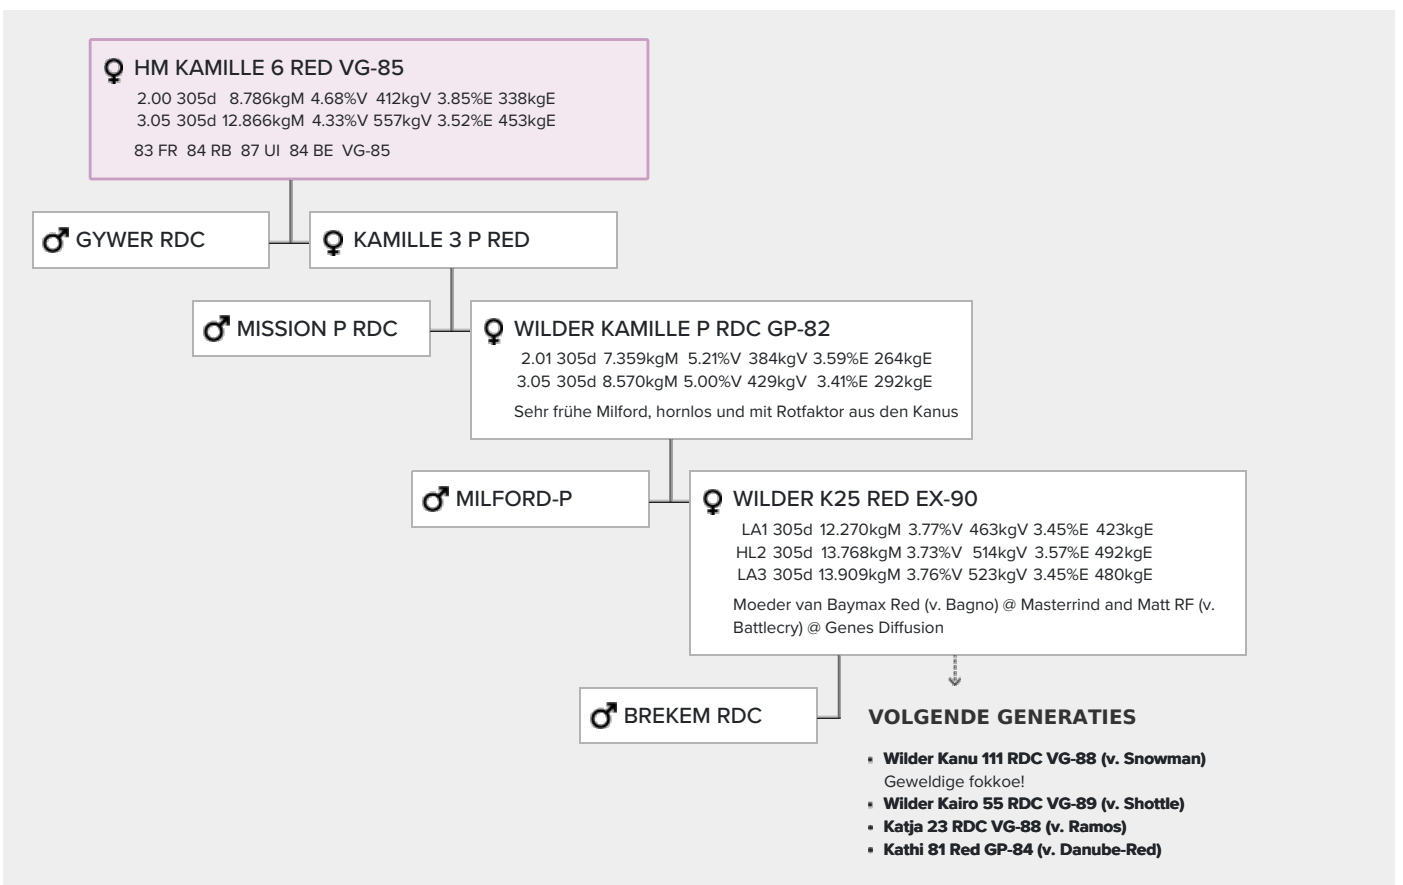 HM KAMILLE 6 RED VG-85
2.00 305d 8.786kgM 4.68%V 412kgV 3.85%E 338kgE
3.05 305d 12.866kgM 4.33%V 557kgV 3.52%E 453kgE
83 FR 84 RB 87 UI 84 BE VG-85
GYWER RDC
KAMILLE 3 P RED
MISSION P RDC
WILDER KAMILLE P RDC GP-82
2.01 305d 7.359kgM 5.21%V 384kgV 3.59%E 264kgE
3.05 305d 8.570kgM 5.00%V 429kgV 3.41%E 292kgE
Sehr frühe Milford, hornlos und mit Rotfaktor aus den Kanus
MILFORD-P
WILDER K25 RED EX-90
LA1 305d 12.270kgM 3.77%V 463kgV 3.45%E 423kgE
HL2 305d 13.768kgM 3.73%V 514kgV 3.57%E 492kgE
LA3 305d 13.909kgM 3.76%V 523kgV 3.45%E 480kgE
Moeder van Baymax Red (v. Bagno) @ Masterrind and Matt RF (v.
Battlecry) @ Genes Diffusion
BREKEM RDC
VOLGENDE GENERATIES
• Wilder Kanu 111 RDC VG-88 (v. Snowman)
Geweldige fokkoe!
• Wilder Kairo 55 RDC VG-89 (v. Shottle)
• Katja 23 RDC VG-88 (v. Ramos)
• Kathi 81 Red GP-84 (v. Danube-Red)